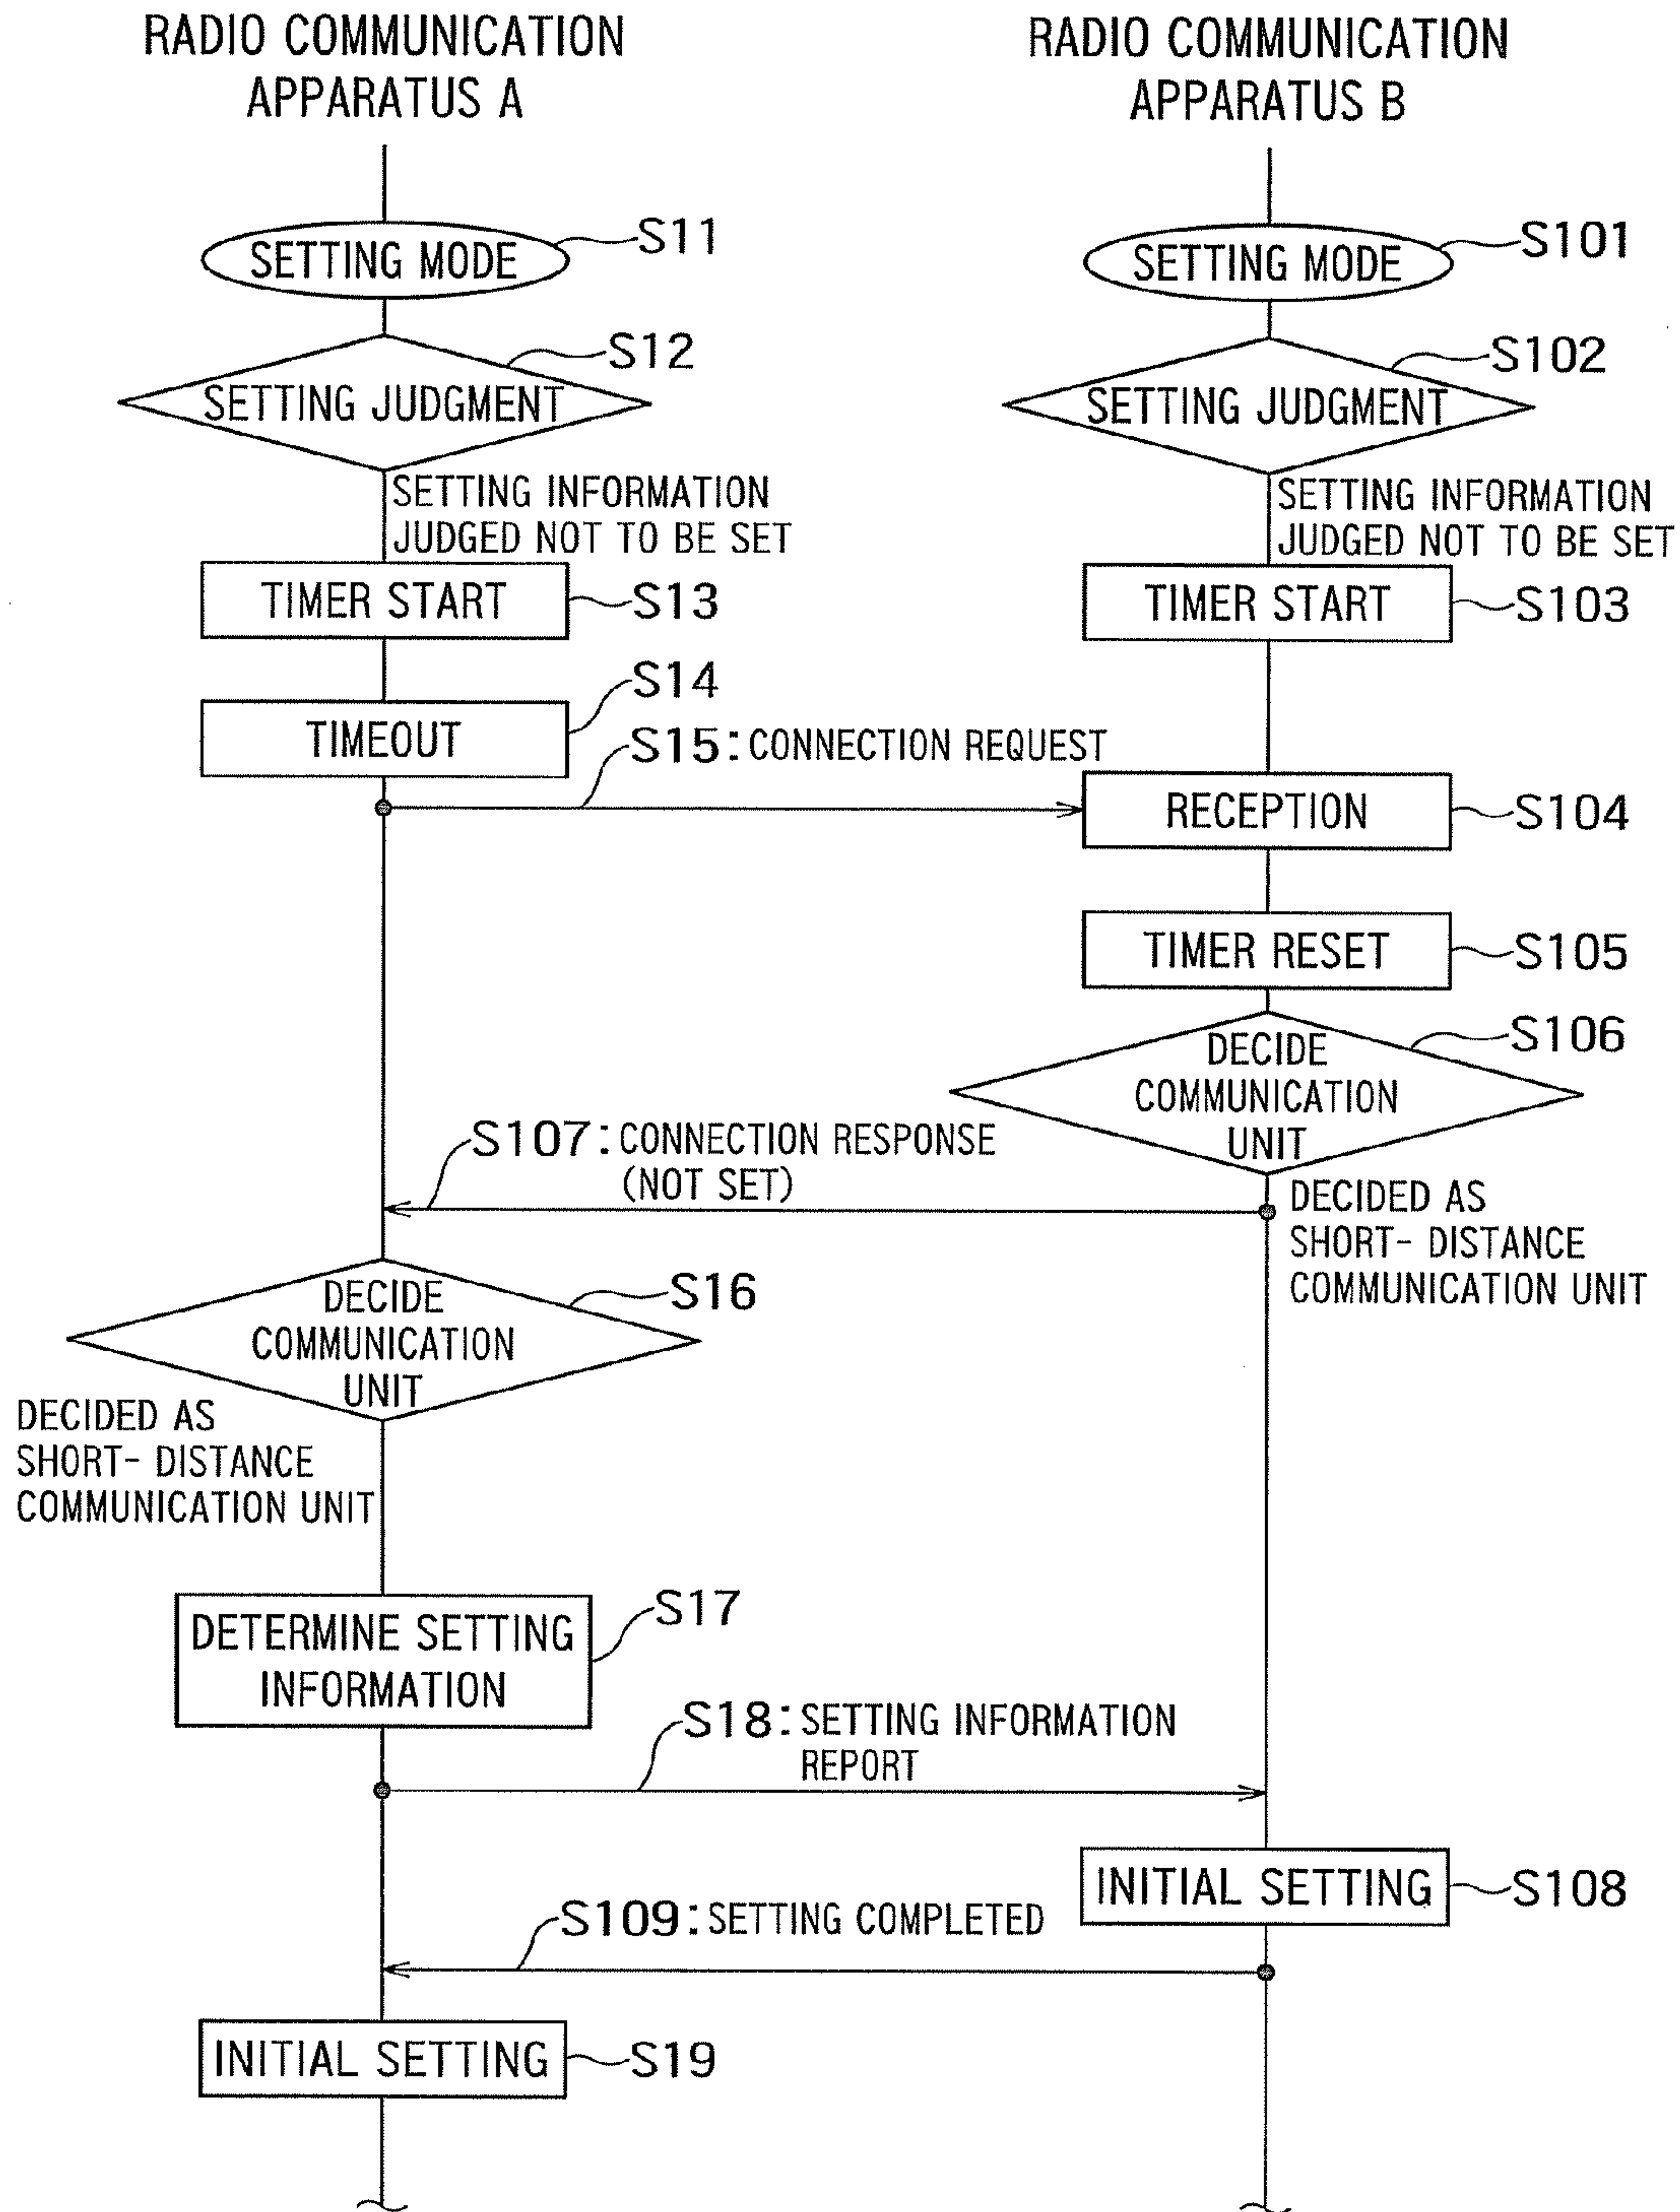 RADIO COMMUNICATION
APPARATUS A
RADIO COMMUNICATION
APPARATUS B
SETTING MODE
S11
SETTING MODE
S101
SETTING JUDGMENT
S12
SETTING JUDGMENT
S102
SETTING INFORMATION
JUDGED NOT TO BE SET
SETTING INFORMATION
JUDGED NOT TO BE SET
TIMER START
S13
TIMER START
S103
TIMEOUT
S14
S15: CONNECTION REQUEST
RECEPTION
S104
TIMER RESET
S105
DECIDE
COMMUNICATION
UNIT
S106
S107: CONNECTION RESPONSE
(NOT SET)
DECIDED AS
SHORT- DISTANCE
COMMUNICATION UNIT
DECIDE
COMMUNICATION
UNIT
S16
DECIDED AS
SHORT- DISTANCE
COMMUNICATION UNIT
DETERMINE SETTING
INFORMATION
S17
S18: SETTING INFORMATION
REPORT
INITIAL SETTING
S108
S109: SETTING COMPLETED
INITIAL SETTING
S19